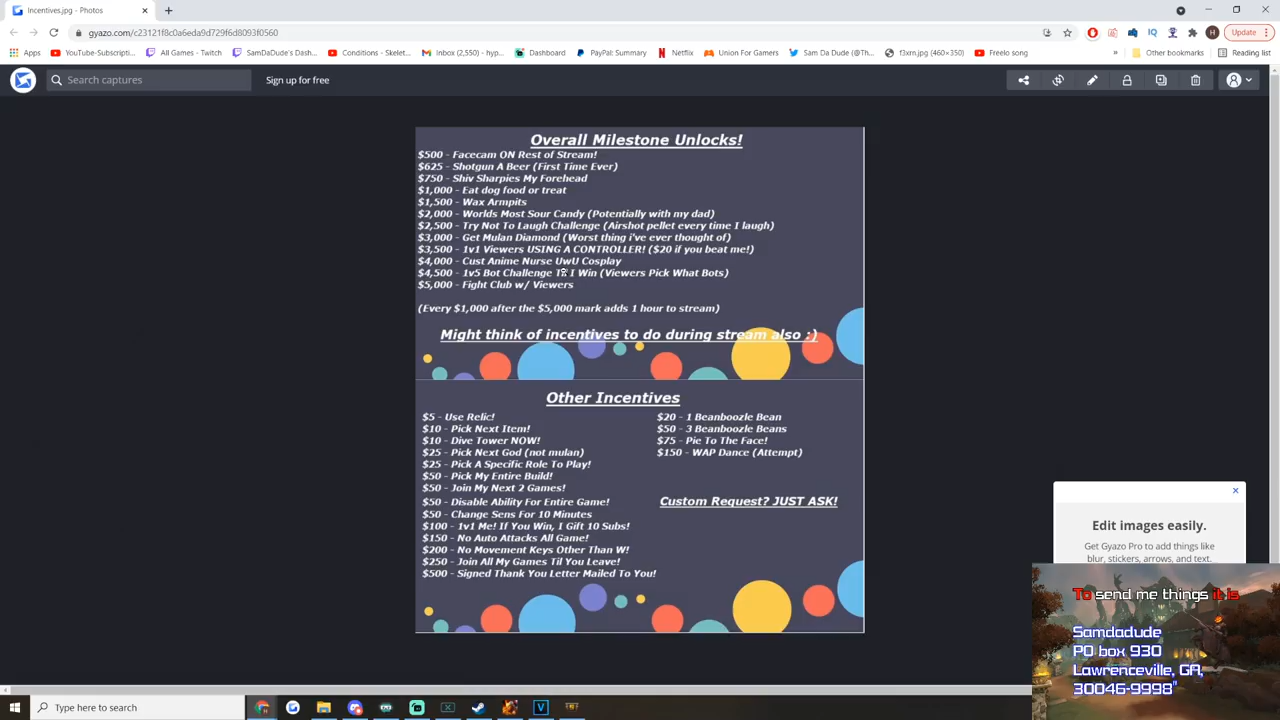 Incentives.jpg - Photos
gyazo.com/c23121f8c0a6eda9d729f6d8093f0560
Update
Apps
YouTube-Subscripti...
All Games - Twitch
SamDaDude's Dash...
Conditions - Skelet...
Inbox (2,550) - hyp...
Dashboard
PayPal: Summary
Netflix
Union For Gamers
Sam Da Dude (@Th...
f3xrn.jpg (460×350)
Freelo song
»
Other bookmarks
Reading list
Search captures
Sign up for free
Overall Milestone Unlocks!
$500 - Facecam ON Rest of Stream!
$625 - Shotgun A Beer (First Time Ever)
$750 - Shiv Sharpies My Forehead
$1,000 - Eat dog food or treat
$1,500 - Wax Armpits
$2,000 - Worlds Most Sour Candy (Potentially with my dad)
$2,500 - Try Not To Laugh Challenge (Airshot pellet every time I laugh)
$3,000 - Get Mulan Diamond (Worst thing i've ever thought of)
$3,500 - 1v1 Viewers USING A CONTROLLER! ($20 if you beat me!)
$4,000 - Cust Anime Nurse UwU Cosplay
$4,500 - 1v5 Bot Challenge Til I Win (Viewers Pick What Bots)
$5,000 - Fight Club w/ Viewers
(Every $1,000 after the $5,000 mark adds 1 hour to stream)
Might think of incentives to do during stream also :)
Other Incentives
$5 - Use Relic!
$10 - Pick Next Item!
$10 - Dive Tower NOW!
$25 - Pick Next God (not mulan)
$25 - Pick A Specific Role To Play!
$50 - Pick My Entire Build!
$50 - Join My Next 2 Games!
$50 - Disable Ability For Entire Game!
$50 - Change Sens For 10 Minutes
$100 - 1v1 Me! If You Win, I Gift 10 Subs!
$150 - No Auto Attacks All Game!
$200 - No Movement Keys Other Than W!
$250 - Join All My Games Til You Leave!
$500 - Signed Thank You Letter Mailed To You!
$20 - 1 Beanboozle Bean
$50 - 3 Beanboozle Beans
$75 - Pie To The Face!
$150 - WAP Dance (Attempt)
Custom Request? JUST ASK!
Edit images easily.
Get Gyazo Pro to add things like
blur, stickers, arrows, and text.
To send me things it is
Samdadude
PO box 930
Lawrenceville, GA,
30046-9998"
Type here to search